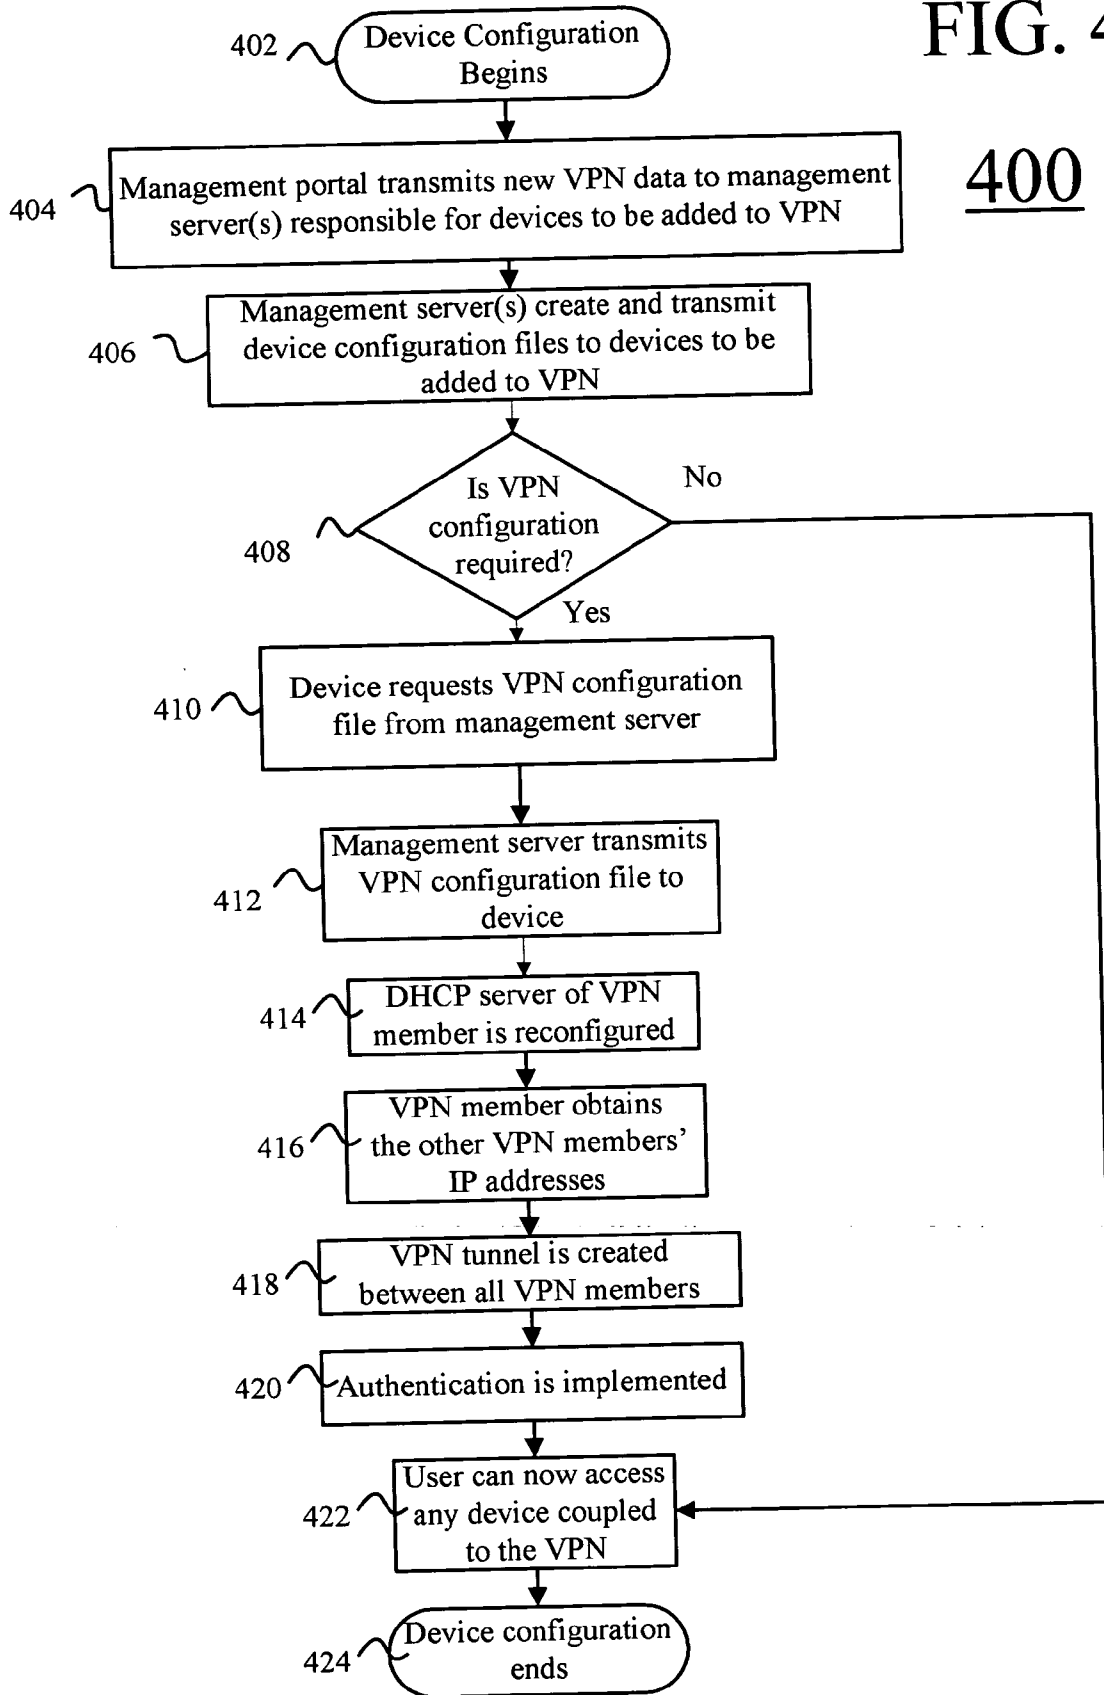 FIG. 4
400
402
Device Configuration
Begins
404
Management portal transmits new VPN data to management
server(s) responsible for devices to be added to VPN
406
Management server(s) create and transmit
device configuration files to devices to be
added to VPN
408
Is VPN
configuration
required?
No
Yes
410
Device requests VPN configuration
file from management server
412
Management server transmits
VPN configuration file to
device
414
DHCP server of VPN
member is reconfigured
416
VPN member obtains
the other VPN members’
IP addresses
418
VPN tunnel is created
between all VPN members
420
Authentication is implemented
422
User can now access
any device coupled
to the VPN
424
Device configuration
ends